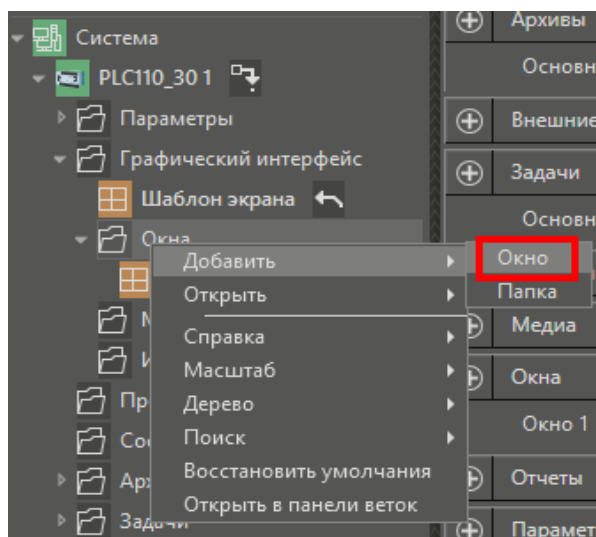 Система
PLC110_30 1
Параметры
Графический интерфейс
Шаблон экрана
Окна
Добавить
Открыть
Справка
Масштаб
Дерево
Поиск
Восстановить умолчания
Открыть в панели веток
Задачи
Окно
Папка
Архивы
Основн
Внешние
Задачи
Основн
Медиа
Окна
Окно 1
Отчеты
Парамет